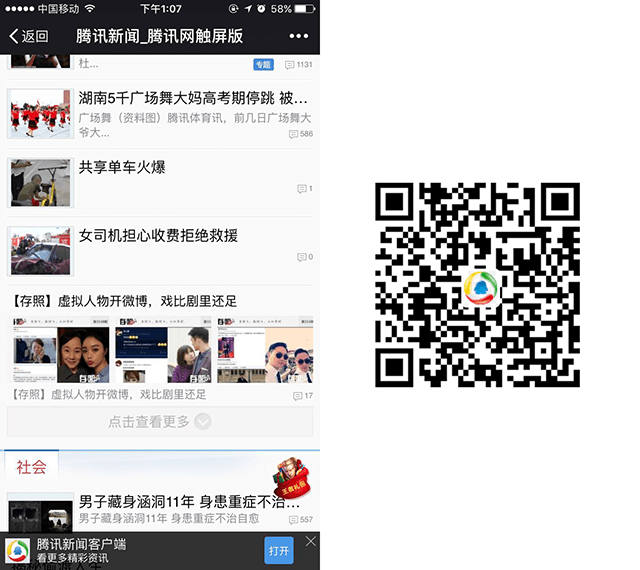 中国移动
下午1:07
58%
返回
腾讯新闻_腾讯网触屏版
杜...
专题
1131
湖南5千广场舞大妈高考期停跳 被…
广场舞（资料图）腾讯体育讯，前几日广场舞大
爷大...
586
共享单车火爆
1
女司机担心收费拒绝救援
0
【存照】虚拟人物开微博，戏比剧里还足
【存照】虚拟人物开微博，戏比剧里还足
17
点击查看更多
社会
王者礼包
男子藏身涵洞11年 身患重症不治…
男子藏身涵洞11年 身患重症不治自愈
557
腾讯新闻客户端
看更多精彩资讯
打开